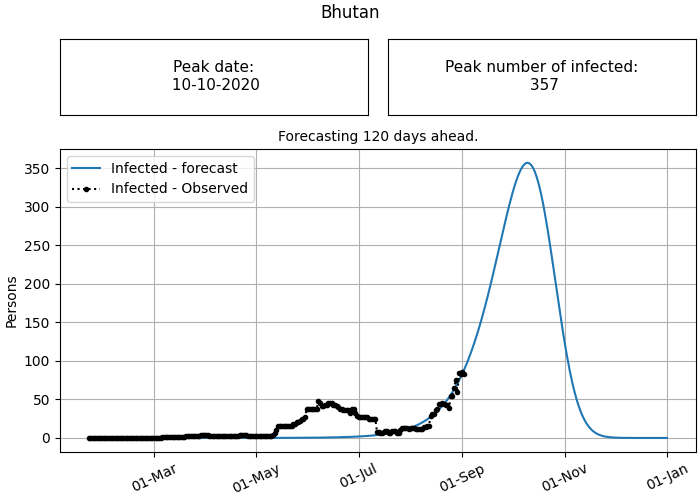 Bhutan
Peak date:
10-10-2020
Peak number of infected:
357
Forecasting 120 days ahead.
Infected - forecast
Infected - Observed
Persons
350
300
250
200
150
100
50
0
01-Mar
01-May
01-Jul
01-Sep
01-Nov
01-Jan